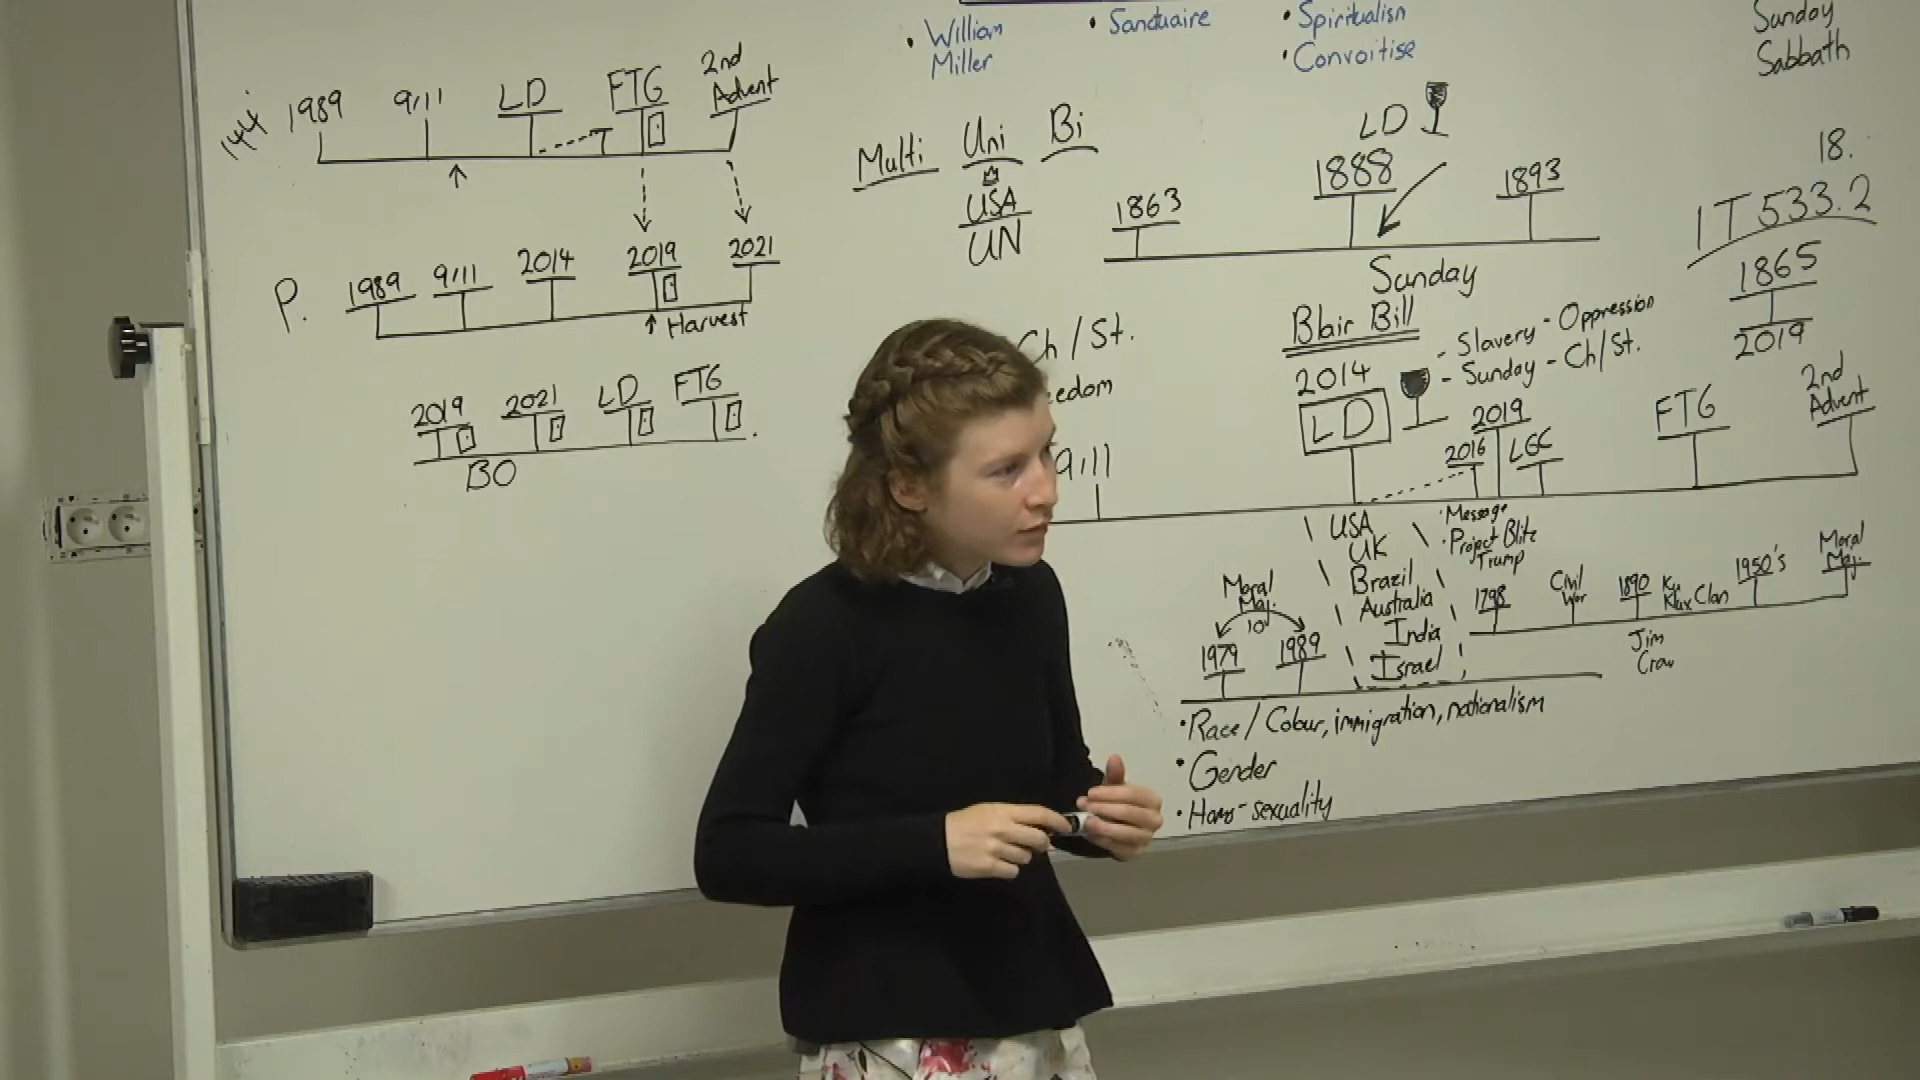 144 1989 9/11 LD FTG 2nd Advent
P. 1989 9/11 2014 2019 2021
Harvest
2019 2021 LD FTG
BO
• William Miller
• Sanctuaire
• Spiritualism
• Convoitise
Sunday
Sabbath
Multi Uni Bi
USA
UN
LD
1863 1888 1893
Sunday
18.
1T 533.2
1865
2019
Ch/St.
eedom
9/11
Blair Bill
- Slavery - Oppression
- Sunday - Ch/St.
2014
LD
2016 2019 LGC FTG 2nd Advent
USA
UK
Brazil
Australia
India
Israel
• Message
• Project Blite
Trump
Moral Maj.
10
1979 1989
1798 Civil War 1890 Ku Klux Clan 1950's Moral Maj.
Jim Crow
• Race / Colour, immigration, nationalism
• Gender
• Homo-sexuality